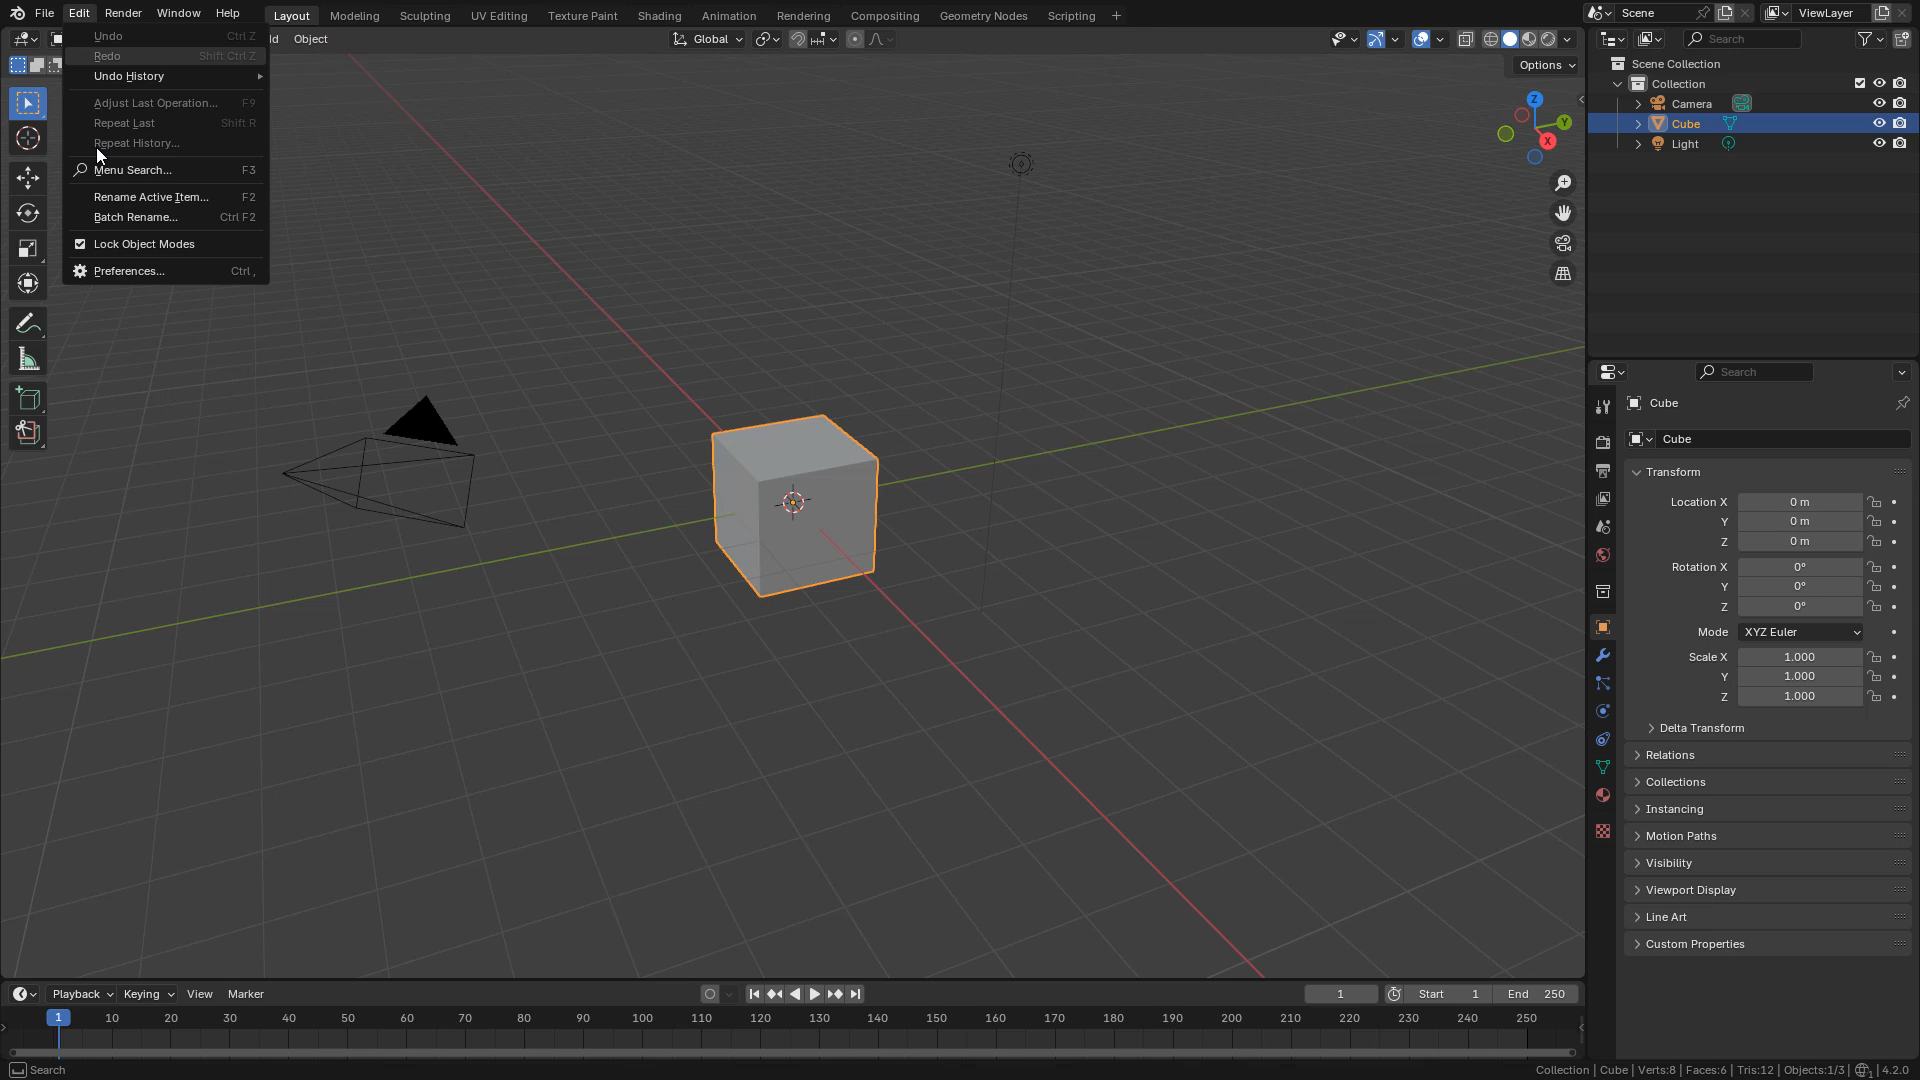 File Edit Render Window Help Layout Modeling Sculpting UV Editing Texture Paint Shading Animation Rendering Compositing Geometry Nodes Scripting + Scene ViewLayer
Object Global Search
Options
Undo Ctrl Z
Redo Shift Ctrl Z
Undo History
Adjust Last Operation... F9
Repeat Last Shift R
Repeat History...
Menu Search... F3
Rename Active Item... F2
Batch Rename... Ctrl F2
Lock Object Modes
Preferences... Ctrl ,
Z
Y
X
Scene Collection
Collection
Camera
Cube
Light
Search
Cube
Cube
Transform
Location X 0 m
Y 0 m
Z 0 m
Rotation X 0°
Y 0°
Z 0°
Mode XYZ Euler
Scale X 1.000
Y 1.000
Z 1.000
Delta Transform
Relations
Collections
Instancing
Motion Paths
Visibility
Viewport Display
Line Art
Custom Properties
Playback Keying View Marker 1 Start 1 End 250
1 10 20 30 40 50 60 70 80 90 100 110 120 130 140 150 160 170 180 190 200 210 220 230 240 250
Search Collection | Cube | Verts:8 | Faces:6 | Tris:12 | Objects:1/3 | 1 | 4.2.0